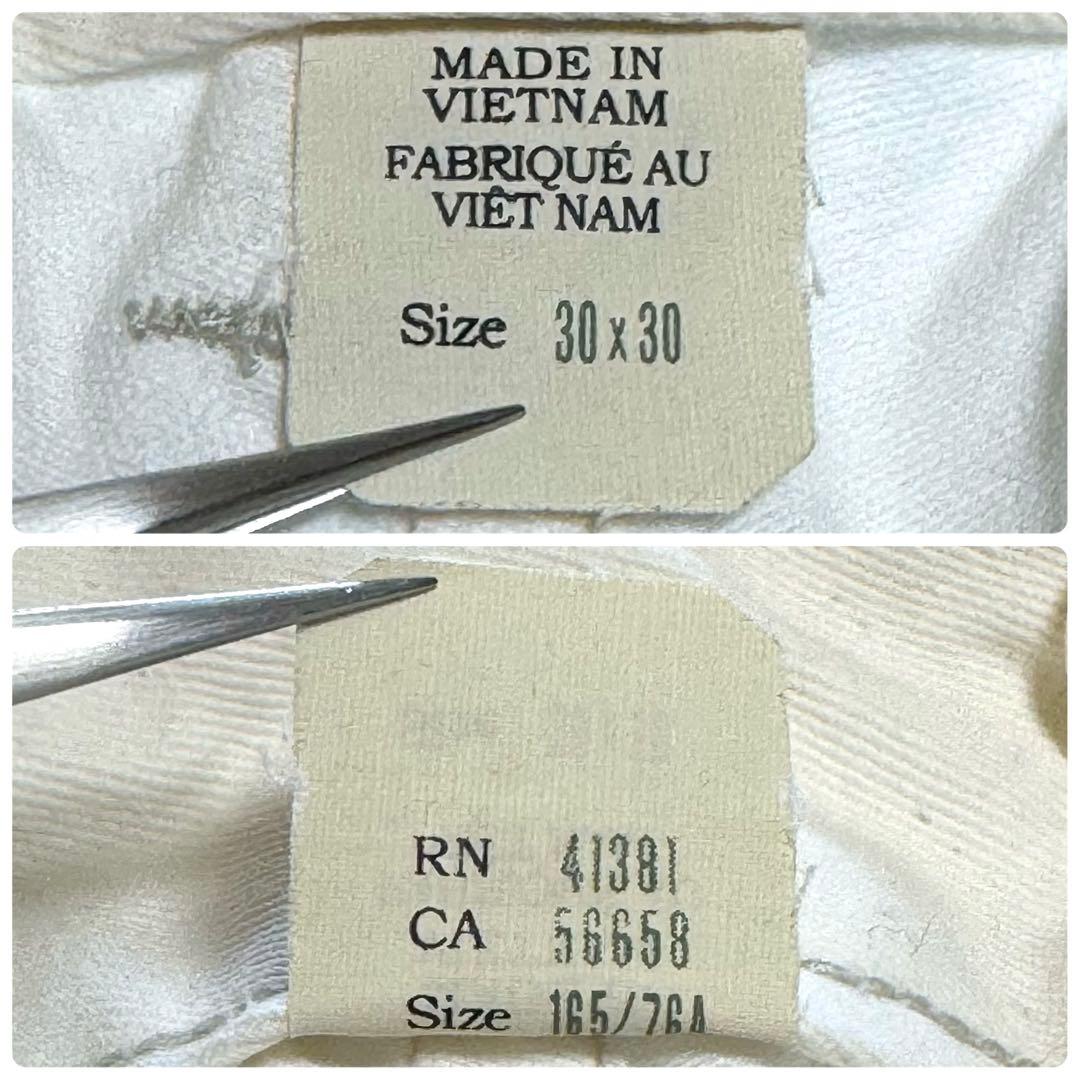 MADE IN
VIETNAM
FABRIQUÉ AU
VIÊT NAM
Size 30 x 30
RN 41381
CA 56658
Size 165/76A